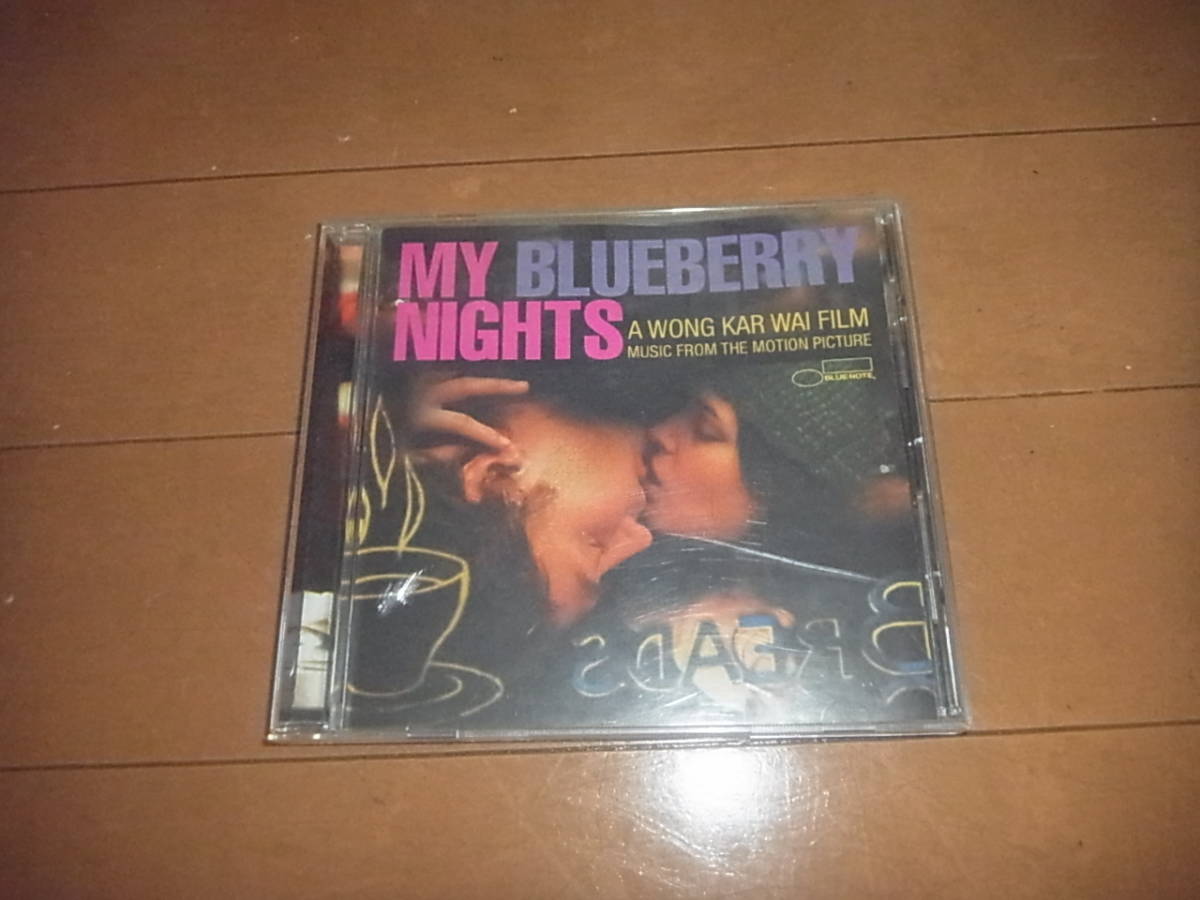 MY BLUEBERRY
NIGHTS
A WONG KAR WAI FILM
MUSIC FROM THE MOTION PICTURE
BLUE NOTE